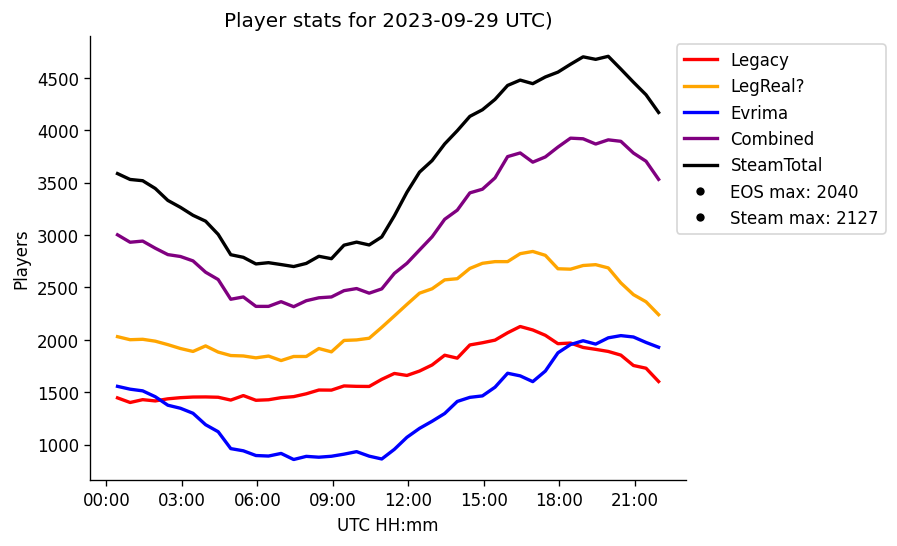 Player stats for 2023-09-29 UTC)
Players
4500
4000
3500
3000
2500
2000
1500
1000
00:00 03:00 06:00 09:00 12:00 15:00 18:00 21:00
UTC HH:mm
Legacy
LegReal?
Evrima
Combined
SteamTotal
EOS max: 2040
Steam max: 2127